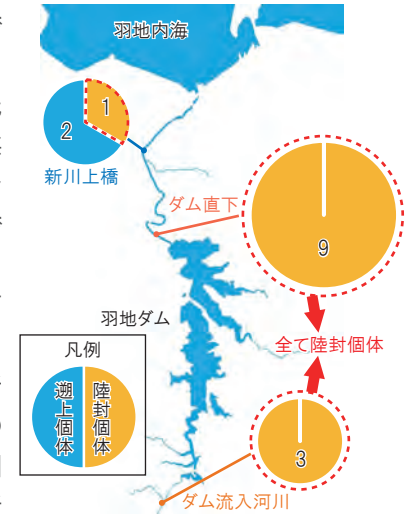 羽地内海
1
2
新川上橋
ダム直下
9
羽地ダム
全て陸封個体
凡例
遡上個体
陸封個体
3
ダム流入河川